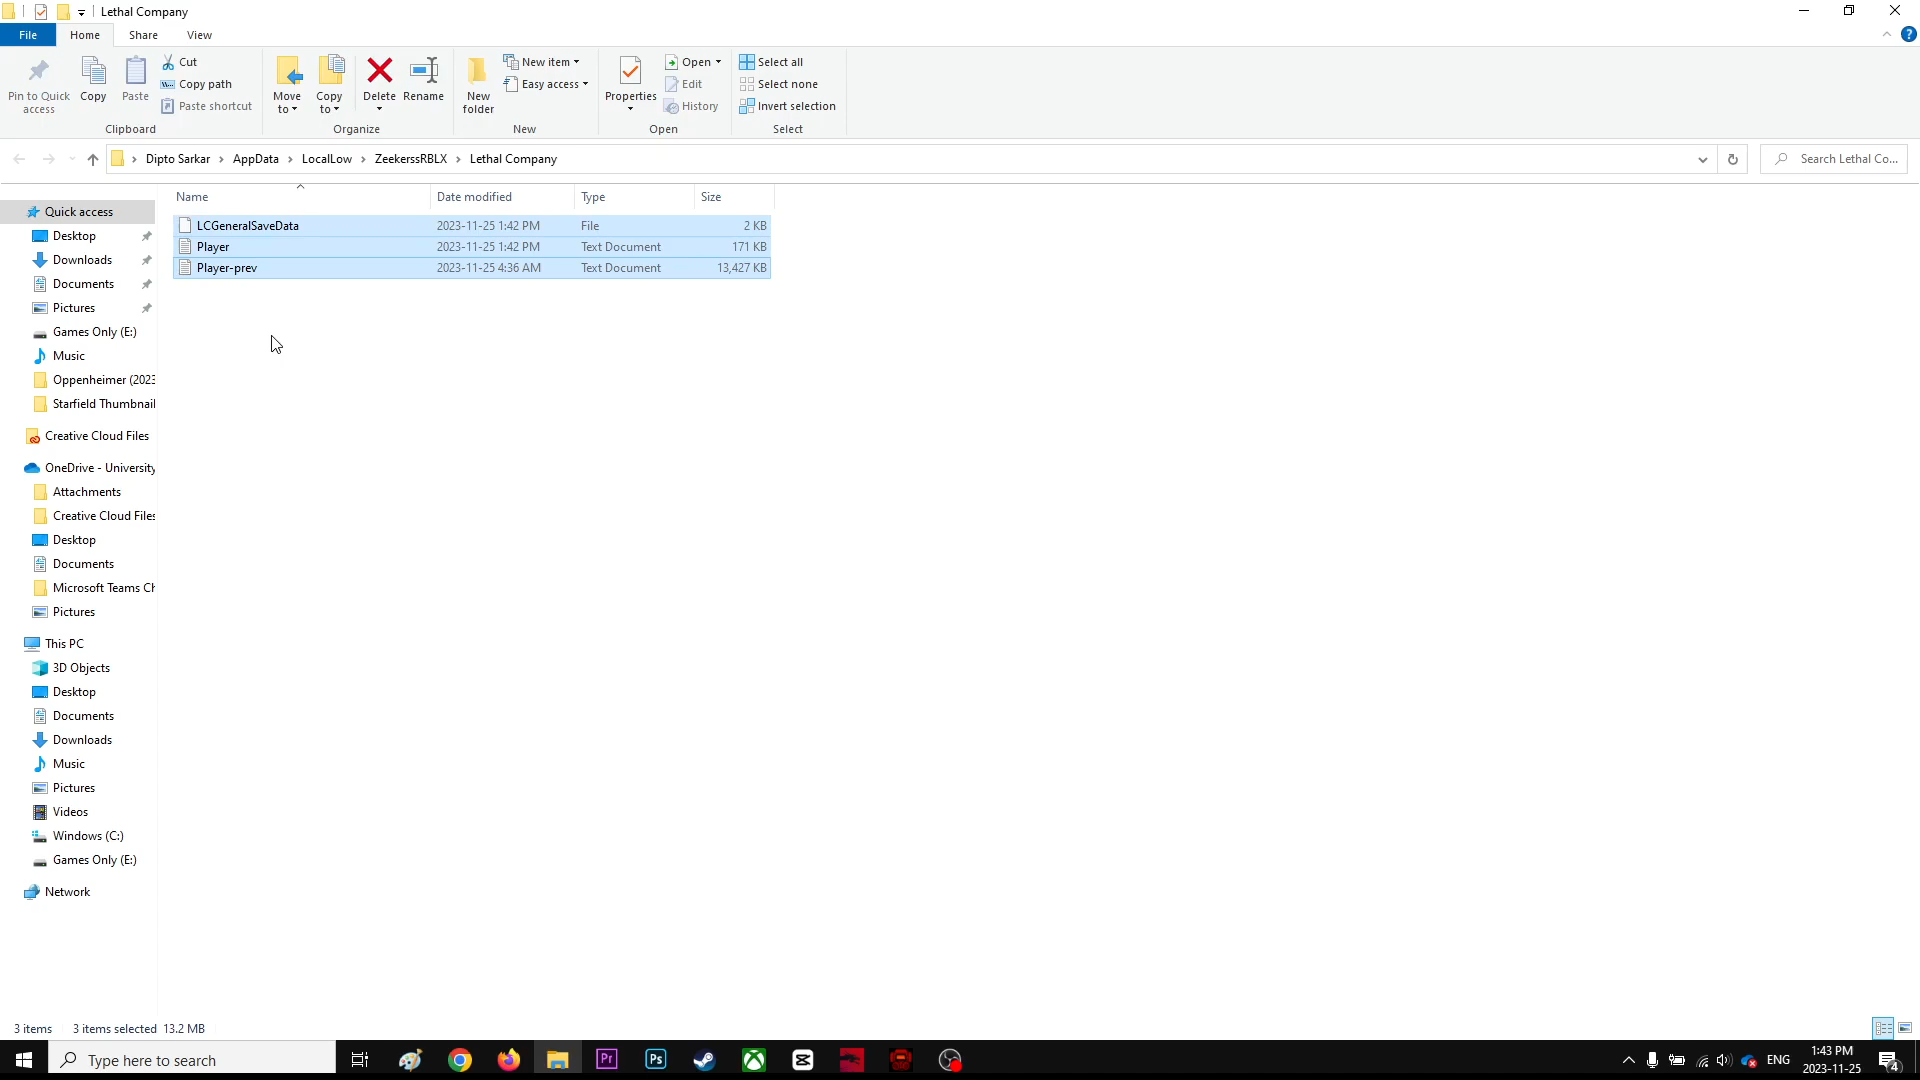 Lethal Company
File Home Share View
Pin to Quick access
Copy
Paste
Cut
Copy path
Paste shortcut
Clipboard
Move to
Copy to
Delete
Rename
Organize
New folder
New item
Easy access
New
Properties
Open
Edit
History
Open
Select all
Select none
Invert selection
Select
Dipto Sarkar › AppData › LocalLow › ZeekerssRBLX › Lethal Company
Search Lethal Co...
Name Date modified Type Size
LCGeneralSaveData 2023-11-25 1:42 PM File 2 KB
Player 2023-11-25 1:42 PM Text Document 171 KB
Player-prev 2023-11-25 4:36 AM Text Document 13,427 KB
Quick access
Desktop
Downloads
Documents
Pictures
Games Only (E:)
Music
Oppenheimer (2023
Starfield Thumbnail
Creative Cloud Files
OneDrive - University
Attachments
Creative Cloud Files
Desktop
Documents
Microsoft Teams Ch
Pictures
This PC
3D Objects
Desktop
Documents
Downloads
Music
Pictures
Videos
Windows (C:)
Games Only (E:)
Network
3 items 3 items selected 13.2 MB
Type here to search
Pr
Ps
ENG
1:43 PM
2023-11-25
4